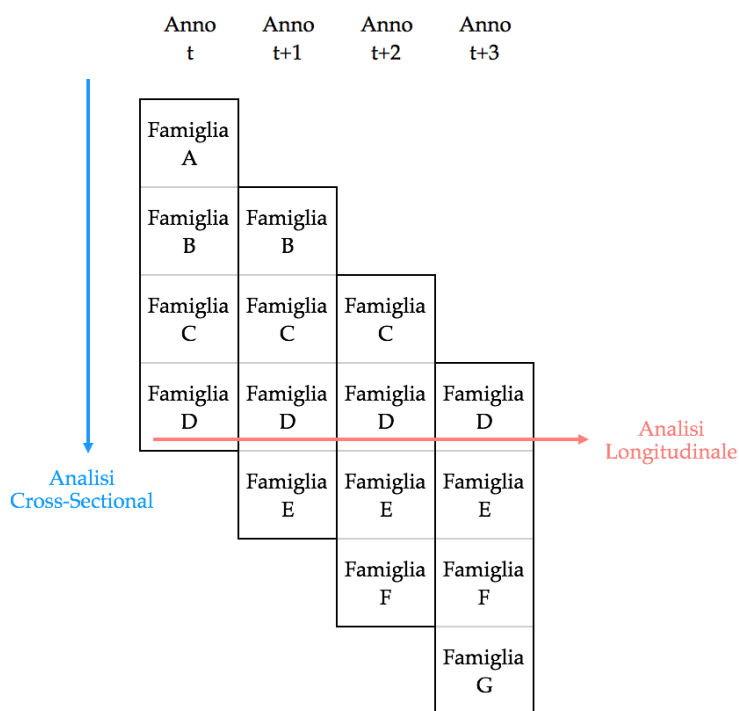 Anno Anno Anno Anno
t t+1 t+2 t+3
Famiglia
A
Famiglia Famiglia
B B
Famiglia Famiglia Famiglia
C C C
Famiglia Famiglia Famiglia Famiglia
D D D D
Analisi
Longitudinale
Analisi
Cross-Sectional
Famiglia Famiglia Famiglia
E E E
Famiglia Famiglia
F F
Famiglia
G